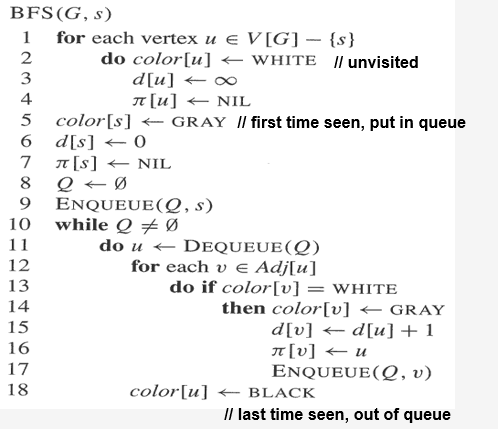 BFS(G, s)
1 for each vertex u ∈ V[G] − {s}
2 do color[u] ← WHITE // unvisited
3 d[u] ← ∞
4 π[u] ← NIL
5 color[s] ← GRAY // first time seen, put in queue
6 d[s] ← 0
7 π[s] ← NIL
8 Q ← Ø
9 ENQUEUE(Q, s)
10 while Q ≠ Ø
11 do u ← DEQUEUE(Q)
12 for each v ∈ Adj[u]
13 do if color[v] = WHITE
14 then color[v] ← GRAY
15 d[v] ← d[u] + 1
16 π[v] ← u
17 ENQUEUE(Q, v)
18 color[u] ← BLACK
// last time seen, out of queue